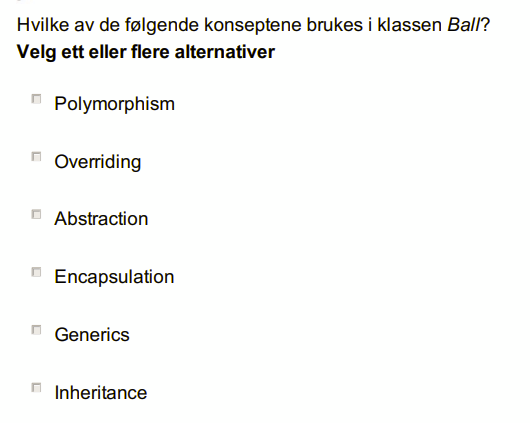 Hvilke av de følgende konseptene brukes i klassen Ball?
Velg ett eller flere alternativer
Polymorphism
Overriding
Abstraction
Encapsulation
Generics
Inheritance